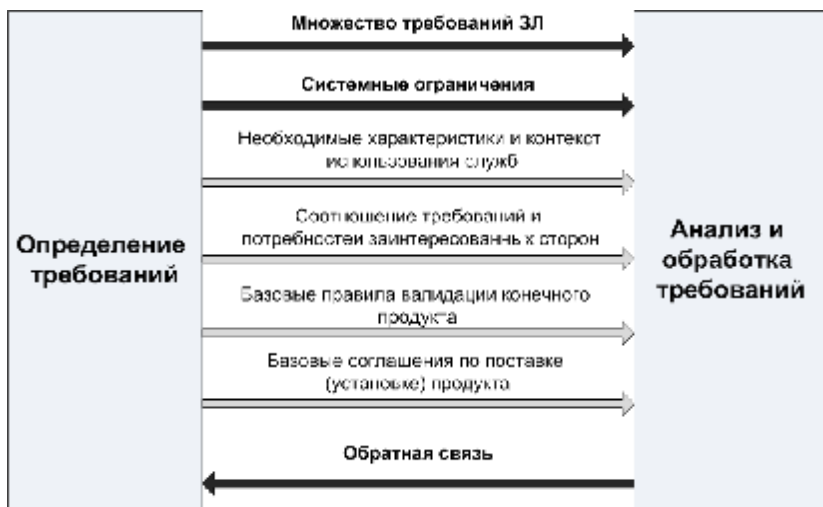 Множество требований ЗЛ
Системные ограничения
Необходимые характеристики и контекст
использования служб
Соотношение требований и
потребностей заинтересованных сторон
Определение
требований
Анализ и
обработка
требований
Базовые правила валидации конечного
продукта
Базовые соглашения по поставке
(установке) продукта
Обратная связь